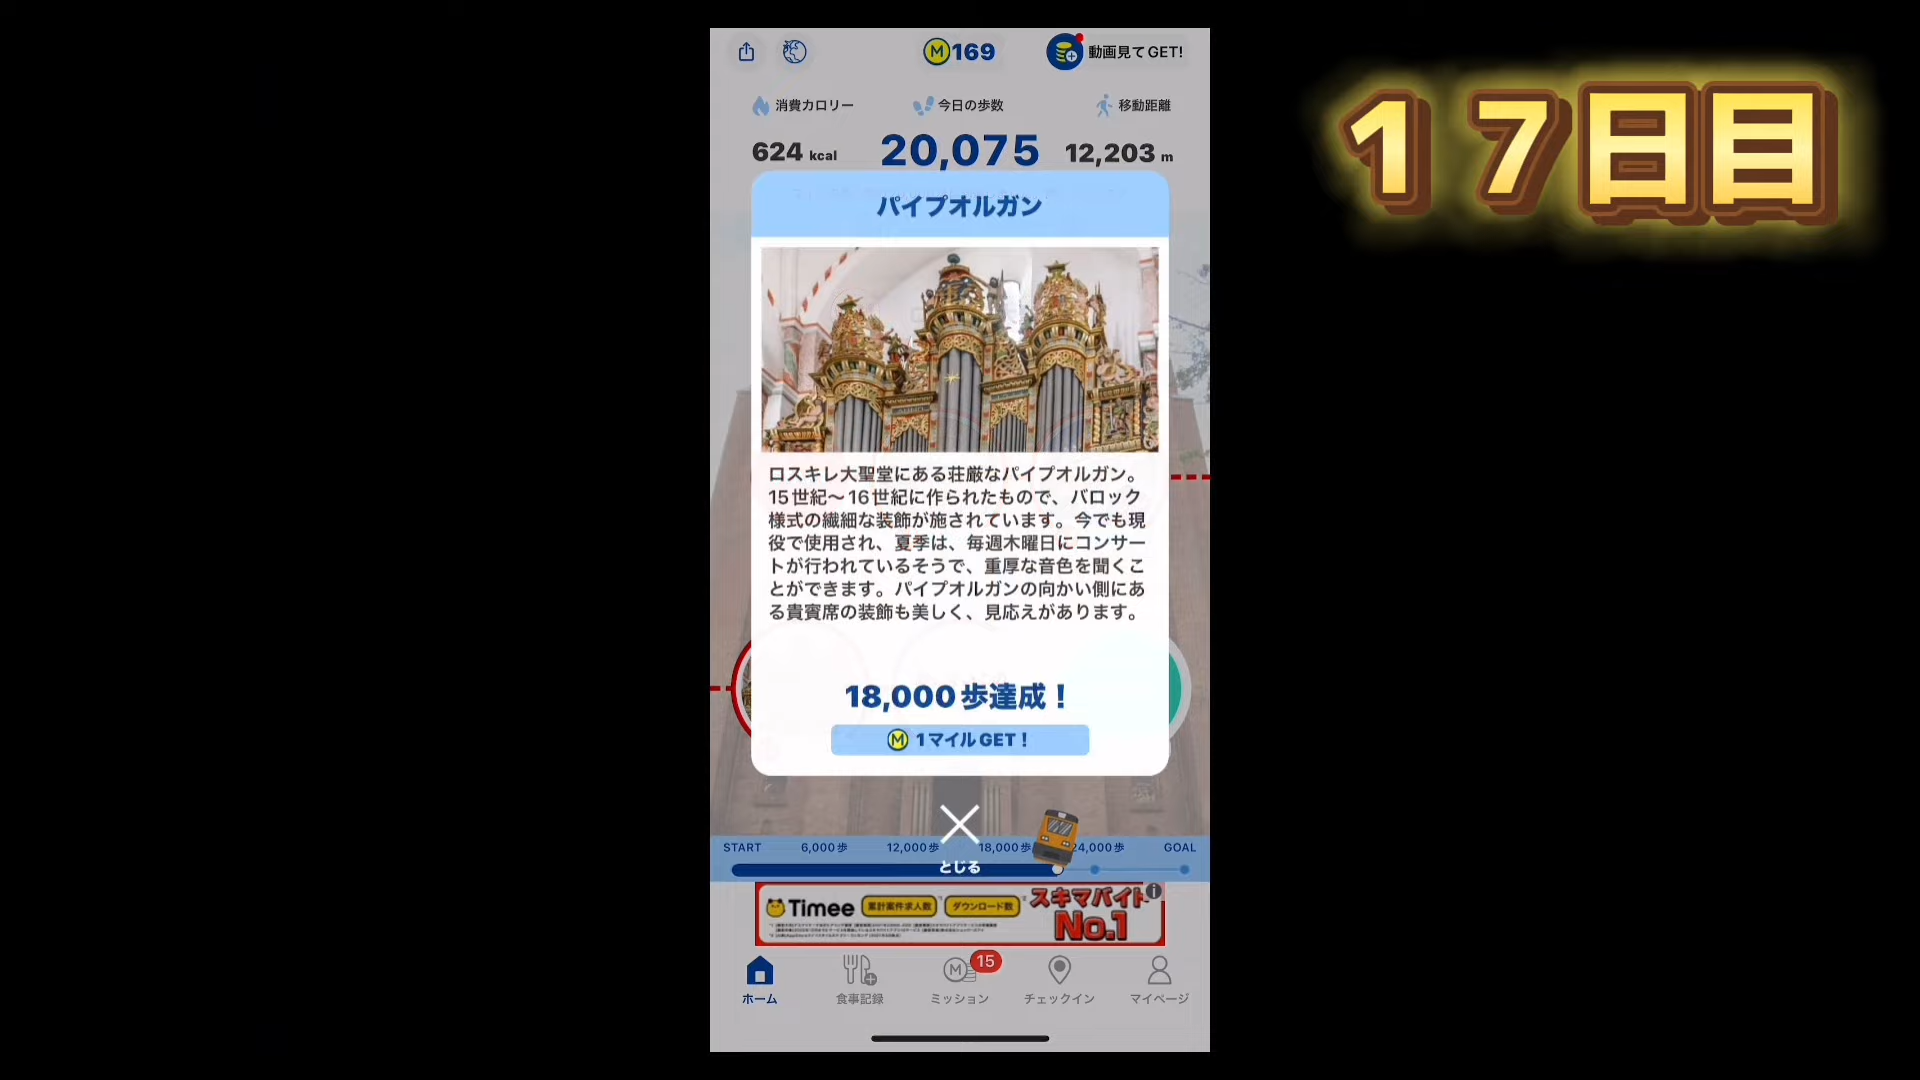 17日目
169
動画見てGET!
消費カロリー
今日の歩数
移動距離
624 kcal
20,075
12,203 m
パイプオルガン
ロスキレ大聖堂にある荘厳なパイプオルガン。
15世紀〜16世紀に作られたもので、バロック
様式の繊細な装飾が施されています。今でも現
役で使用され、夏季は、毎週木曜日にコンサー
トが行われているそうで、重厚な音色を聞くこ
とができます。パイプオルガンの向かい側にあ
る貴賓席の装飾も美しく、見応えがあります。
18,000歩達成！
M 1マイルGET！
START 6,000歩 12,000歩 18,000歩 24,000歩 GOAL
とじる
Timee 累計案件求人数 ダウンロード数 スキマバイト
No.1
15
ホーム 食事記録 ミッション チェックイン マイページ